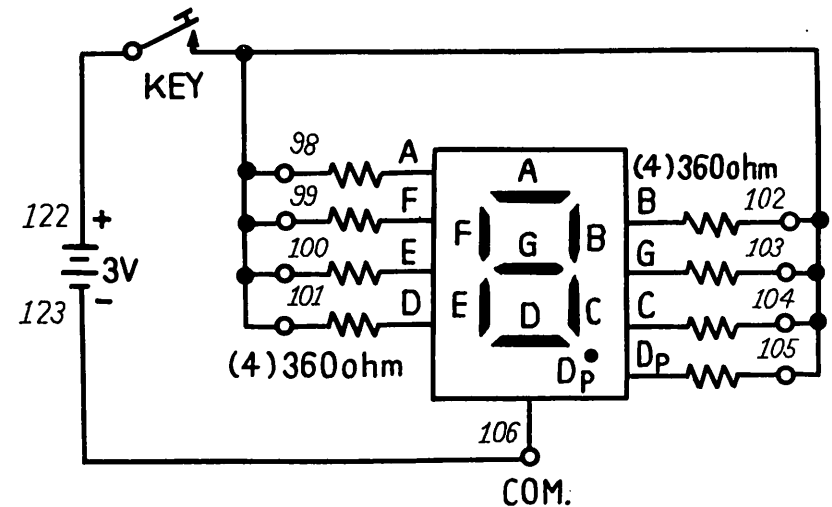 KEY
98
A
(4)360ohm
A
99
F
B
102
122
+
F
B
100
E
G
G
103
3V
101
D
E
D
C
C
104
123
-
(4)360ohm
DP
DP
105
106
COM.